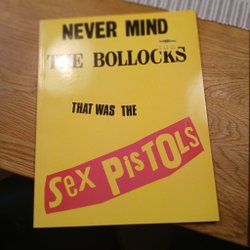 NEVER MIND
THE BOLLOCKS
THAT WAS THE
SEX PISTOLS